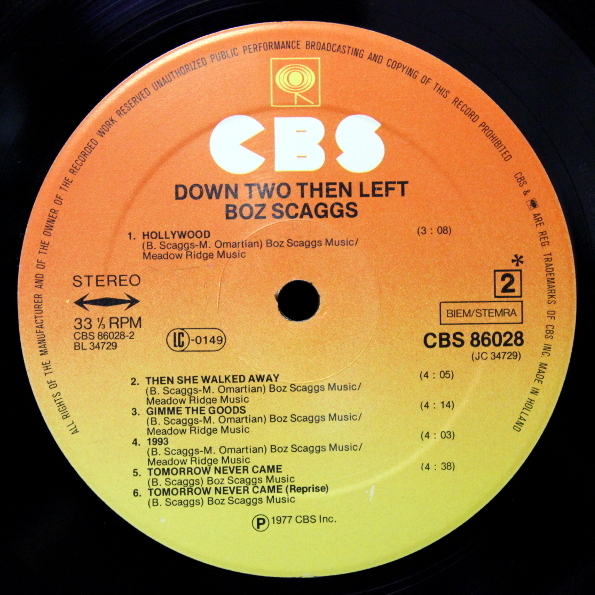 ALL RIGHTS OF THE MANUFACTURER AND OF THE OWNER OF THE RECORDED WORK RESERVED UNAUTHORIZED PUBLIC PERFORMANCE BROADCASTING AND COPYING OF THIS RECORD PROHIBITED
CBS & ARE REG. TRADEMARKS OF CBS INC. MADE IN HOLLAND
CBS
DOWN TWO THEN LEFT
BOZ SCAGGS
1. HOLLYWOOD (3 : 08)
(B. Scaggs-M. Omartian) Boz Scaggs Music/
Meadow Ridge Music
STEREO
33 ⅓ RPM
CBS 86028-2
BL 34729
LC-0149
*
2
BIEM/STEMRA
CBS 86028
(JC 34729)
2. THEN SHE WALKED AWAY (4 : 05)
(B. Scaggs-M. Omartian) Boz Scaggs Music/
Meadow Ridge Music
3. GIMME THE GOODS (4 : 14)
(B. Scaggs-M. Omartian) Boz Scaggs Music/
Meadow Ridge Music
4. 1993 (4 : 03)
(B. Scaggs-M. Omartian) Boz Scaggs Music/
Meadow Ridge Music
5. TOMORROW NEVER CAME (4 : 38)
(B. Scaggs) Boz Scaggs Music
6. TOMORROW NEVER CAME (Reprise)
(B. Scaggs) Boz Scaggs Music
℗ 1977 CBS Inc.